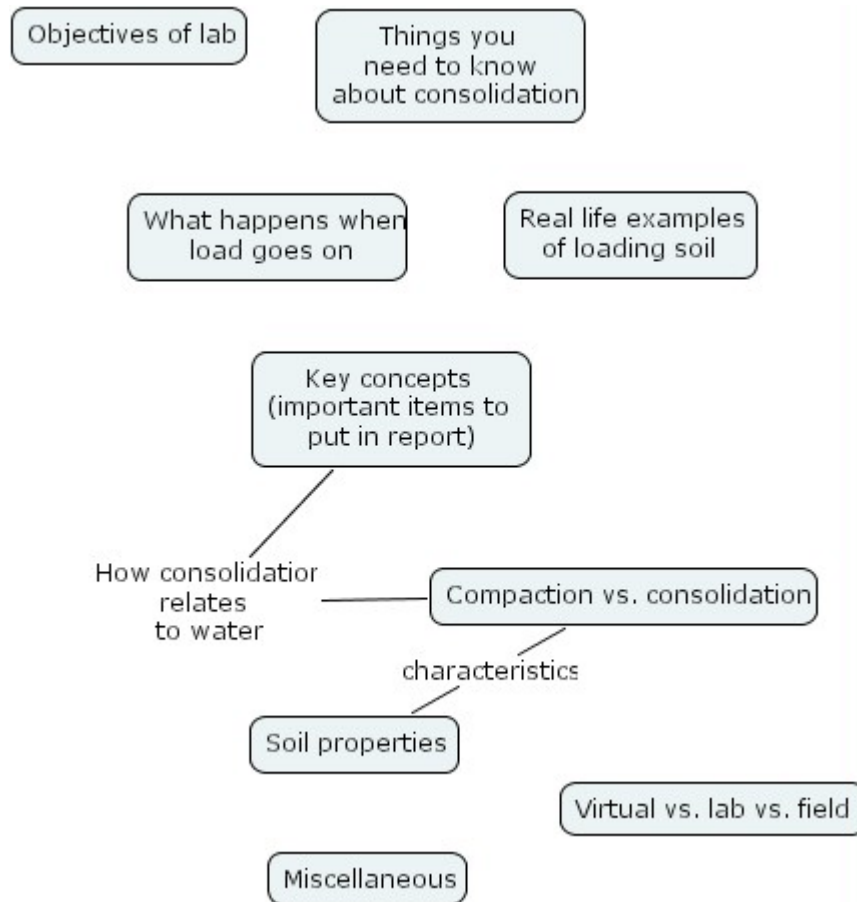 Objectives of lab
Things you
need to know
about consolidation
What happens when
load goes on
Real life examples
of loading soil
Key concepts
(important items to
put in report)
How consolidation
relates
to water
Compaction vs. consolidation
characteristics
Soil properties
Virtual vs. lab vs. field
Miscellaneous